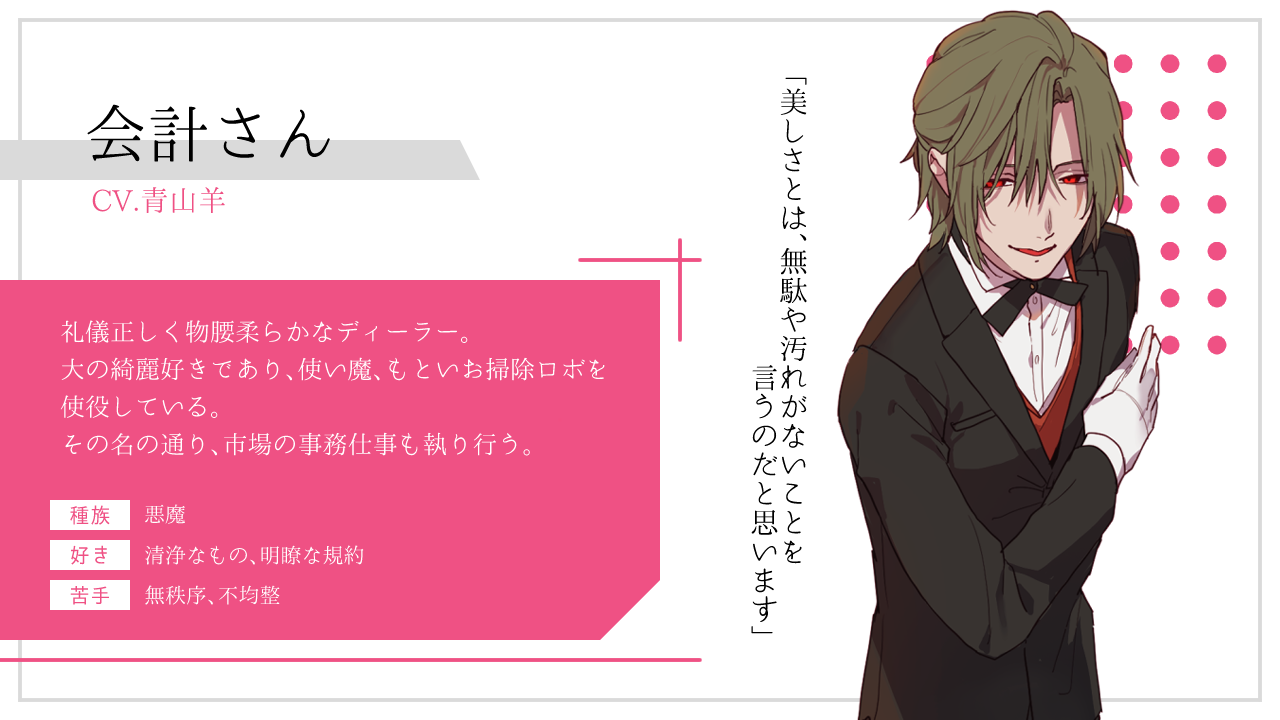 会計さん
CV.青山羊
礼儀正しく物腰柔らかなディーラー。
大の綺麗好きであり、使い魔、もといお掃除ロボを
使役している。
その名の通り、市場の事務仕事も執り行う。
種族 悪魔
好き 清浄なもの、明瞭な規約
苦手 無秩序、不均整
「美しさとは、無駄や汚れがないことを
言うのだと思います」